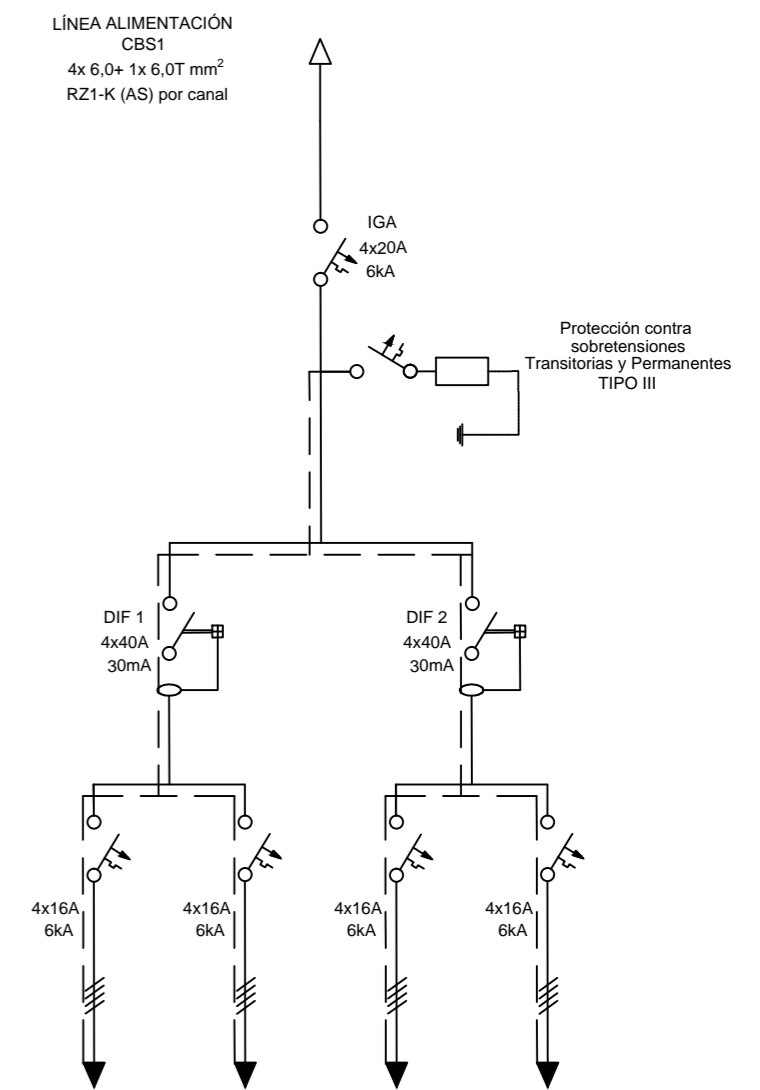 LÍNEA ALIMENTACIÓN
CBS1
4x 6,0+ 1x 6,0T mm²
RZ1-K (AS) por canal
IGA
4x20A
6kA
Protección contra
sobretensiones
Transitorias y Permanentes
TIPO III
DIF 1
4x40A
30mA
DIF 2
4x40A
30mA
4x16A
6kA
4x16A
6kA
4x16A
6kA
4x16A
6kA